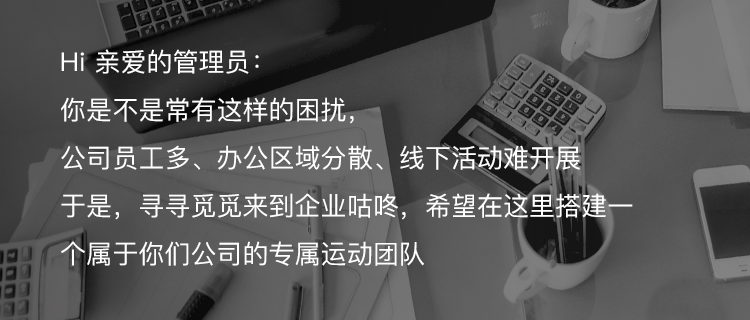 Hi 亲爱的管理员：
你是不是常有这样的困扰，
公司员工多、办公区域分散、线下活动难开展
于是，寻寻觅觅来到企业咕咚，希望在这里搭建一
个属于你们公司的专属运动团队